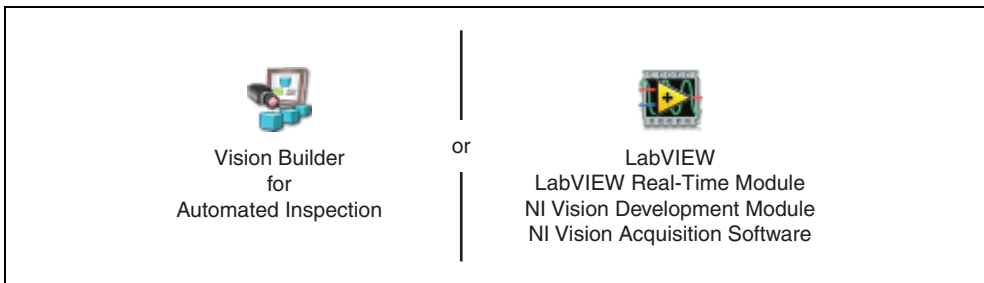 Vision Builder
for
Automated Inspection
or
LabVIEW
LabVIEW Real-Time Module
NI Vision Development Module
NI Vision Acquisition Software